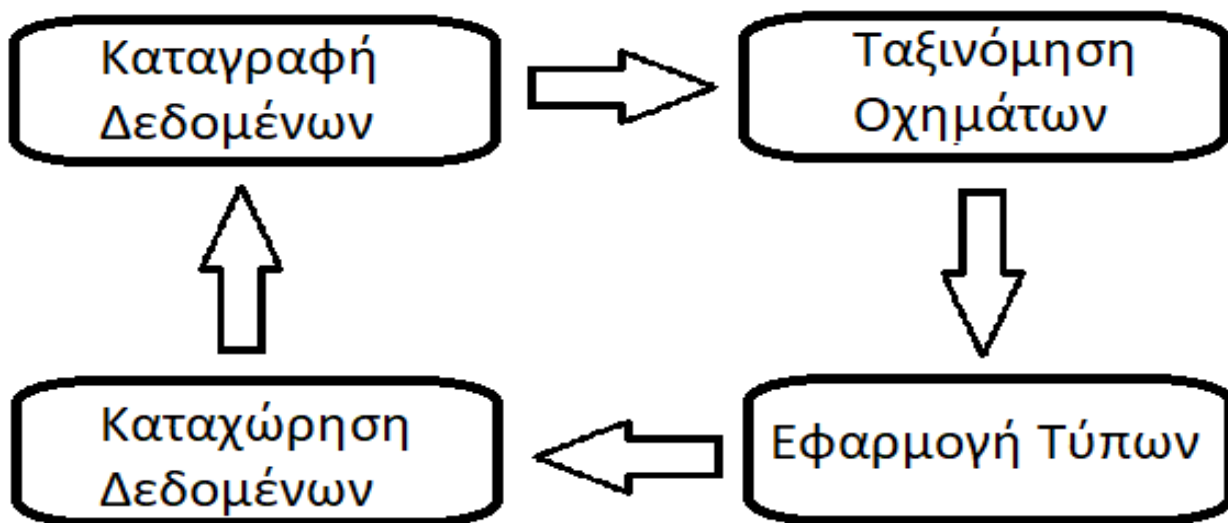 Καταγραφή
Δεδομένων
Ταξινόμηση
Οχημάτων
Καταχώρηση
Δεδομένων
Εφαρμογή Τύπων